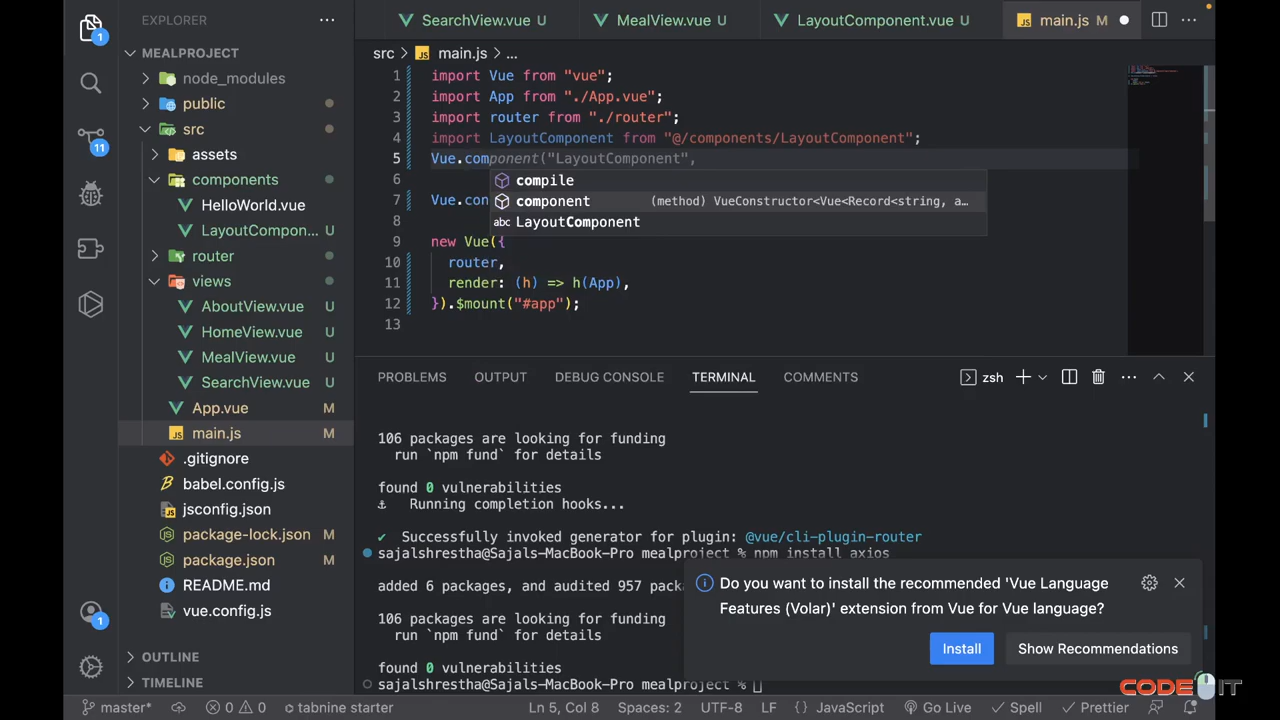 EXPLORER
SearchView.vue U
MealView.vue U
LayoutComponent.vue U
main.js M
MEALPROJECT
src > main.js > ...
node_modules
public
src
assets
components
HelloWorld.vue
LayoutCompon... U
router
views
AboutView.vue U
HomeView.vue U
MealView.vue U
SearchView.vue U
App.vue M
main.js M
.gitignore
babel.config.js
jsconfig.json
package-lock.json M
package.json M
README.md
vue.config.js
OUTLINE
TIMELINE
1 import Vue from "vue";
2 import App from "./App.vue";
3 import router from "./router";
4 import LayoutComponent from "@/components/LayoutComponent";
5 Vue.component("LayoutComponent",
6 compile
component (method) VueConstructor<Vue<Record<string, a...
7 Vue.con
LayoutComponent
8
9 new Vue({
10 router,
11 render: (h) => h(App),
12 }).$mount("#app");
13
PROBLEMS OUTPUT DEBUG CONSOLE TERMINAL COMMENTS
zsh
106 packages are looking for funding
run `npm fund` for details
found 0 vulnerabilities
⚓ Running completion hooks...
✔ Successfully invoked generator for plugin: @vue/cli-plugin-router
sajalshrestha@Sajals-MacBook-Pro mealproject % npm install axios
added 6 packages, and audited 957 pack
106 packages are looking for funding
run `npm fund` for details
found 0 vulnerabilities
sajalshrestha@Sajals-MacBook-Pro mealproject %
Do you want to install the recommended 'Vue Language
Features (Volar)' extension from Vue for Vue language?
Install
Show Recommendations
CODE IT
1
11
1
master* 0 0 tabnine starter Ln 5, Col 8 Spaces: 2 UTF-8 LF {} JavaScript Go Live Spell Prettier